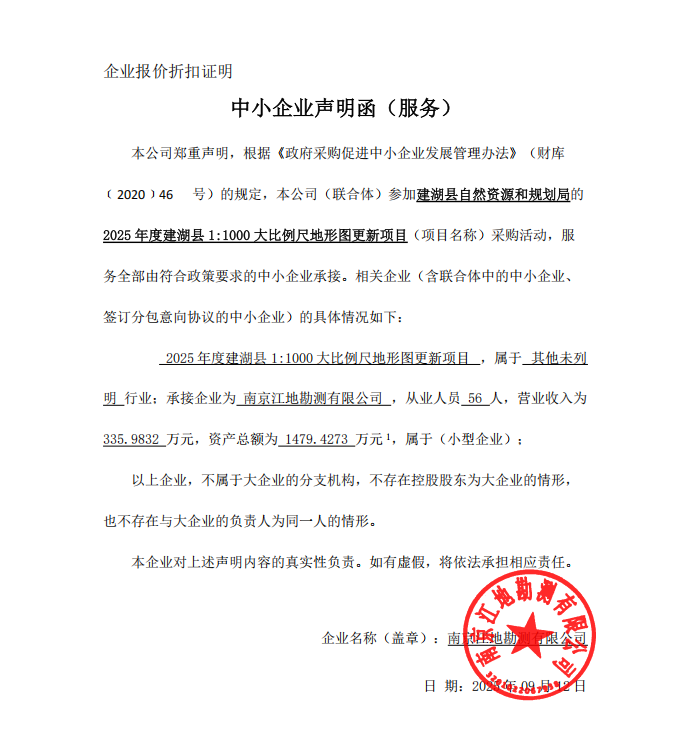 企业报价折扣证明
中小企业声明函（服务）
本公司郑重声明，根据《政府采购促进中小企业发展管理办法》（财库
﹝2020﹞46 号）的规定，本公司（联合体）参加建湖县自然资源和规划局的
2025 年度建湖县 1:1000 大比例尺地形图更新项目（项目名称）采购活动，服
务全部由符合政策要求的中小企业承接。相关企业（含联合体中的中小企业、
签订分包意向协议的中小企业）的具体情况如下：
2025 年度建湖县 1:1000 大比例尺地形图更新项目 ，属于 其他未列
明 行业；承接企业为 南京江地勘测有限公司 ，从业人员 56 人，营业收入为
335.9832 万元，资产总额为 1479.4273 万元¹，属于（小型企业）；
以上企业，不属于大企业的分支机构，不存在控股股东为大企业的情形，
也不存在与大企业的负责人为同一人的情形。
本企业对上述声明内容的真实性负责。如有虚假，将依法承担相应责任。
企业名称（盖章）：南京江地勘测有限公司
日 期：202 年 09 月 12 日
南京江地勘测有限公司